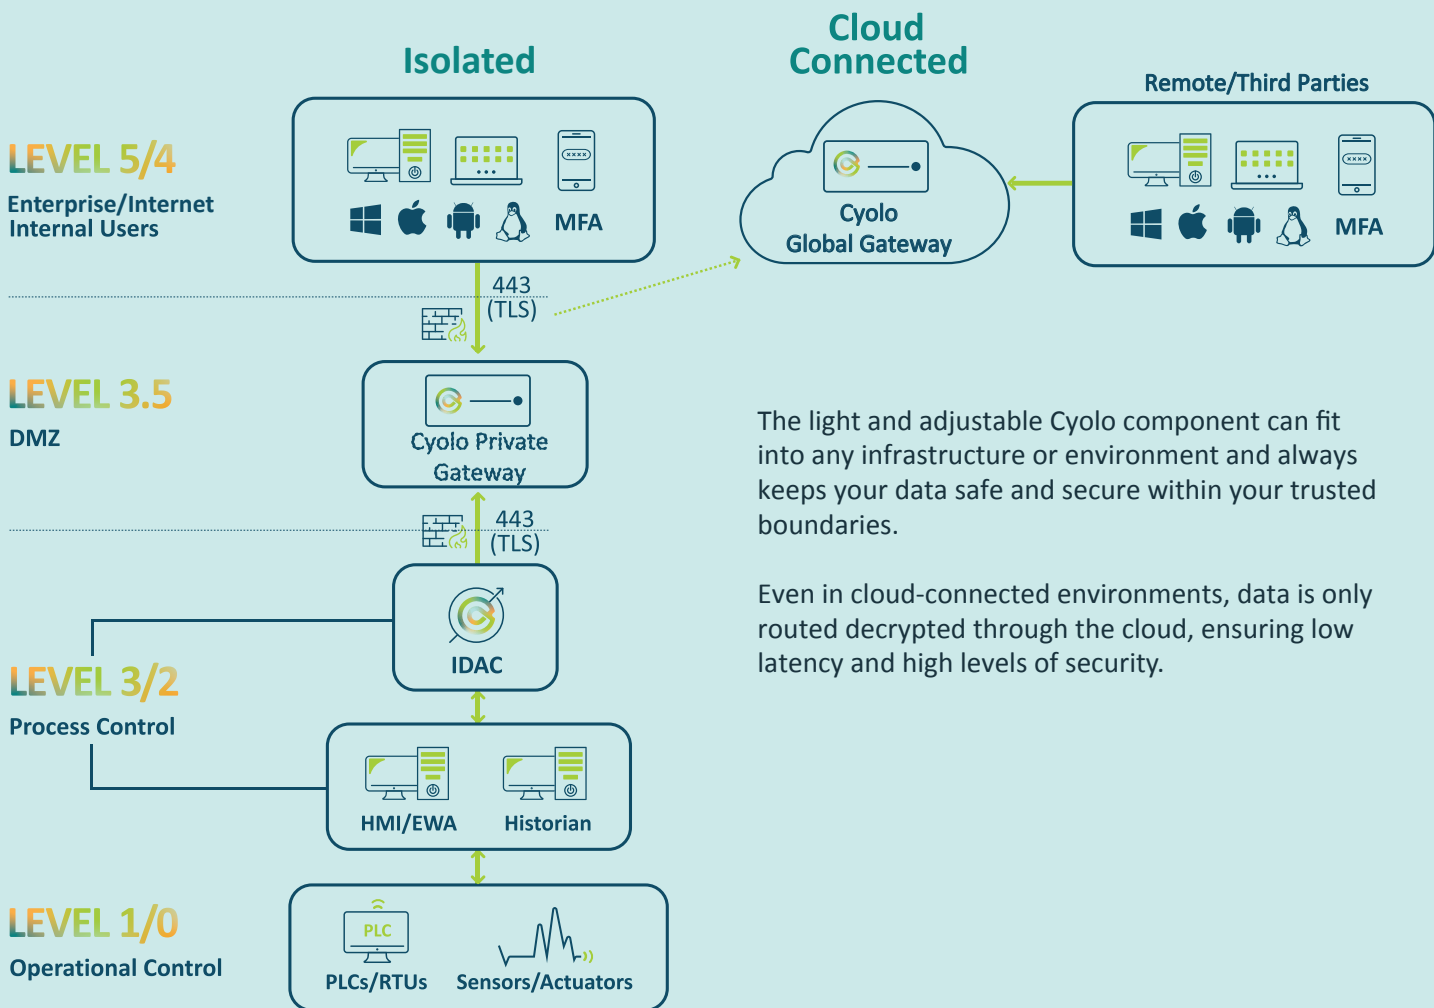 Isolated
Cloud
Connected
Remote/Third Parties
LEVEL 5/4
Enterprise/Internet
Internal Users
MFA
Cyolo
Global Gateway
xxxx
MFA
xxxx
443
(TLS)
LEVEL 3.5
DMZ
Cyolo Private
Gateway
443
(TLS)
The light and adjustable Cyolo component can fit
into any infrastructure or environment and always
keeps your data safe and secure within your trusted
boundaries.
Even in cloud-connected environments, data is only
routed decrypted through the cloud, ensuring low
latency and high levels of security.
IDAC
LEVEL 3/2
Process Control
HMI/EWA
Historian
LEVEL 1/0
Operational Control
PLC
PLCs/RTUs
Sensors/Actuators